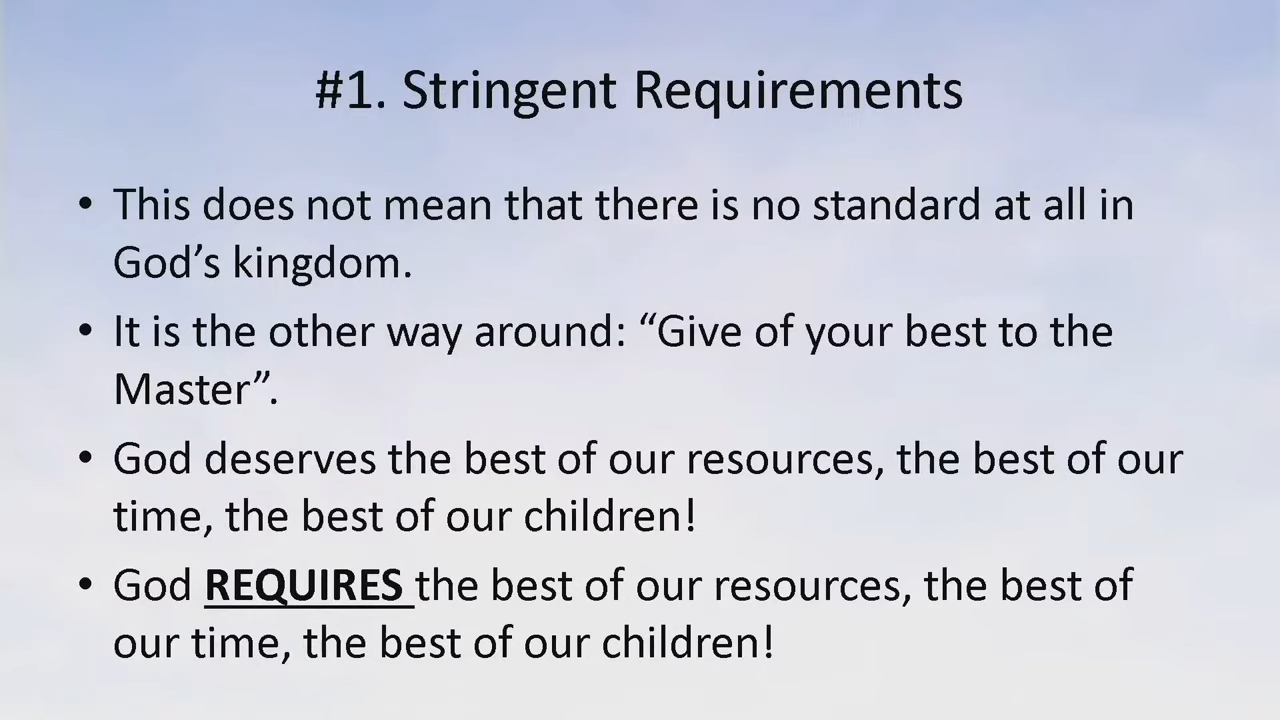 #1. Stringent Requirements
• This does not mean that there is no standard at all in
God’s kingdom.
• It is the other way around: “Give of your best to the
Master”.
• God deserves the best of our resources, the best of our
time, the best of our children!
• God REQUIRES the best of our resources, the best of
our time, the best of our children!